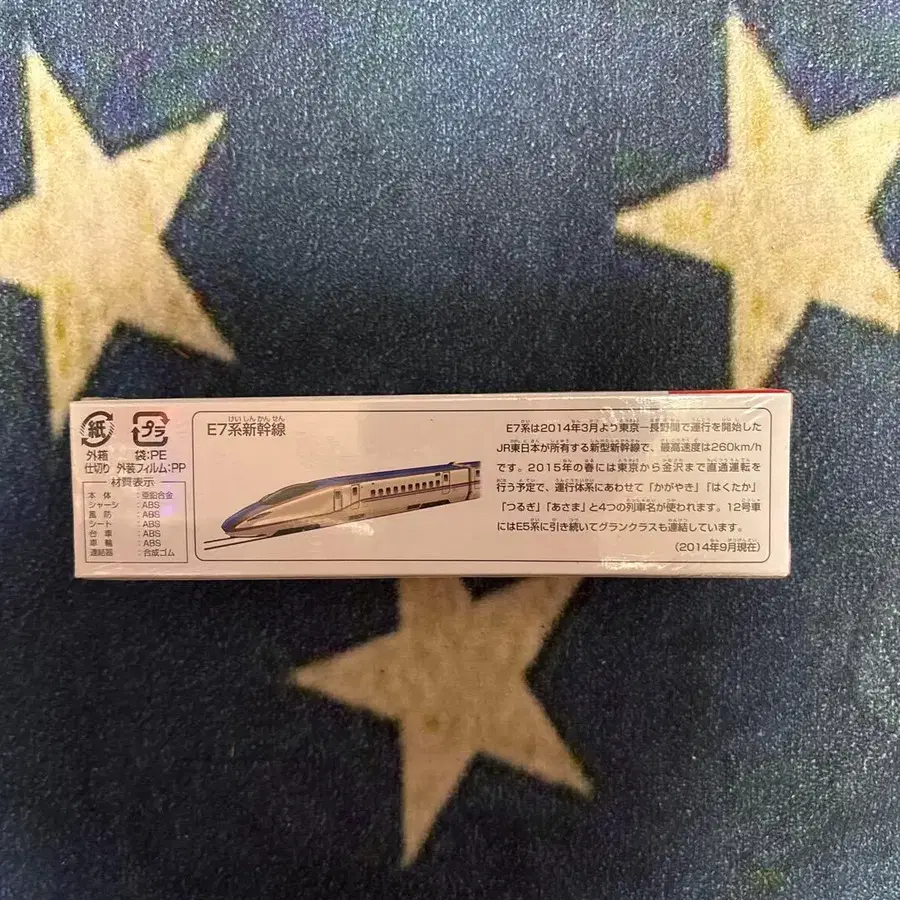 紙
プラ
外箱
仕切り
袋:PE
外装フィルム:PP
材質表示
本体:亜鉛合金
シャーシ:ABS
風防:ABS
シート:ABS
台車:ABS
車輪:ABS
連結器:合成ゴム
けいしんかんせん
E7系新幹線
E7系は2014年3月より東京ー長野間で運行を開始した
JR東日本が所有する新型新幹線で、最高速度は260km/h
です。2015年の春には東京から金沢まで直通運転を
行う予定で、運行体系にあわせて「かがやき」「はくたか」
「つるぎ」「あさま」と4つの列車名が使われます。12号車
にはE5系に引き続いてグランクラスも連結しています。
(2014年9月現在)